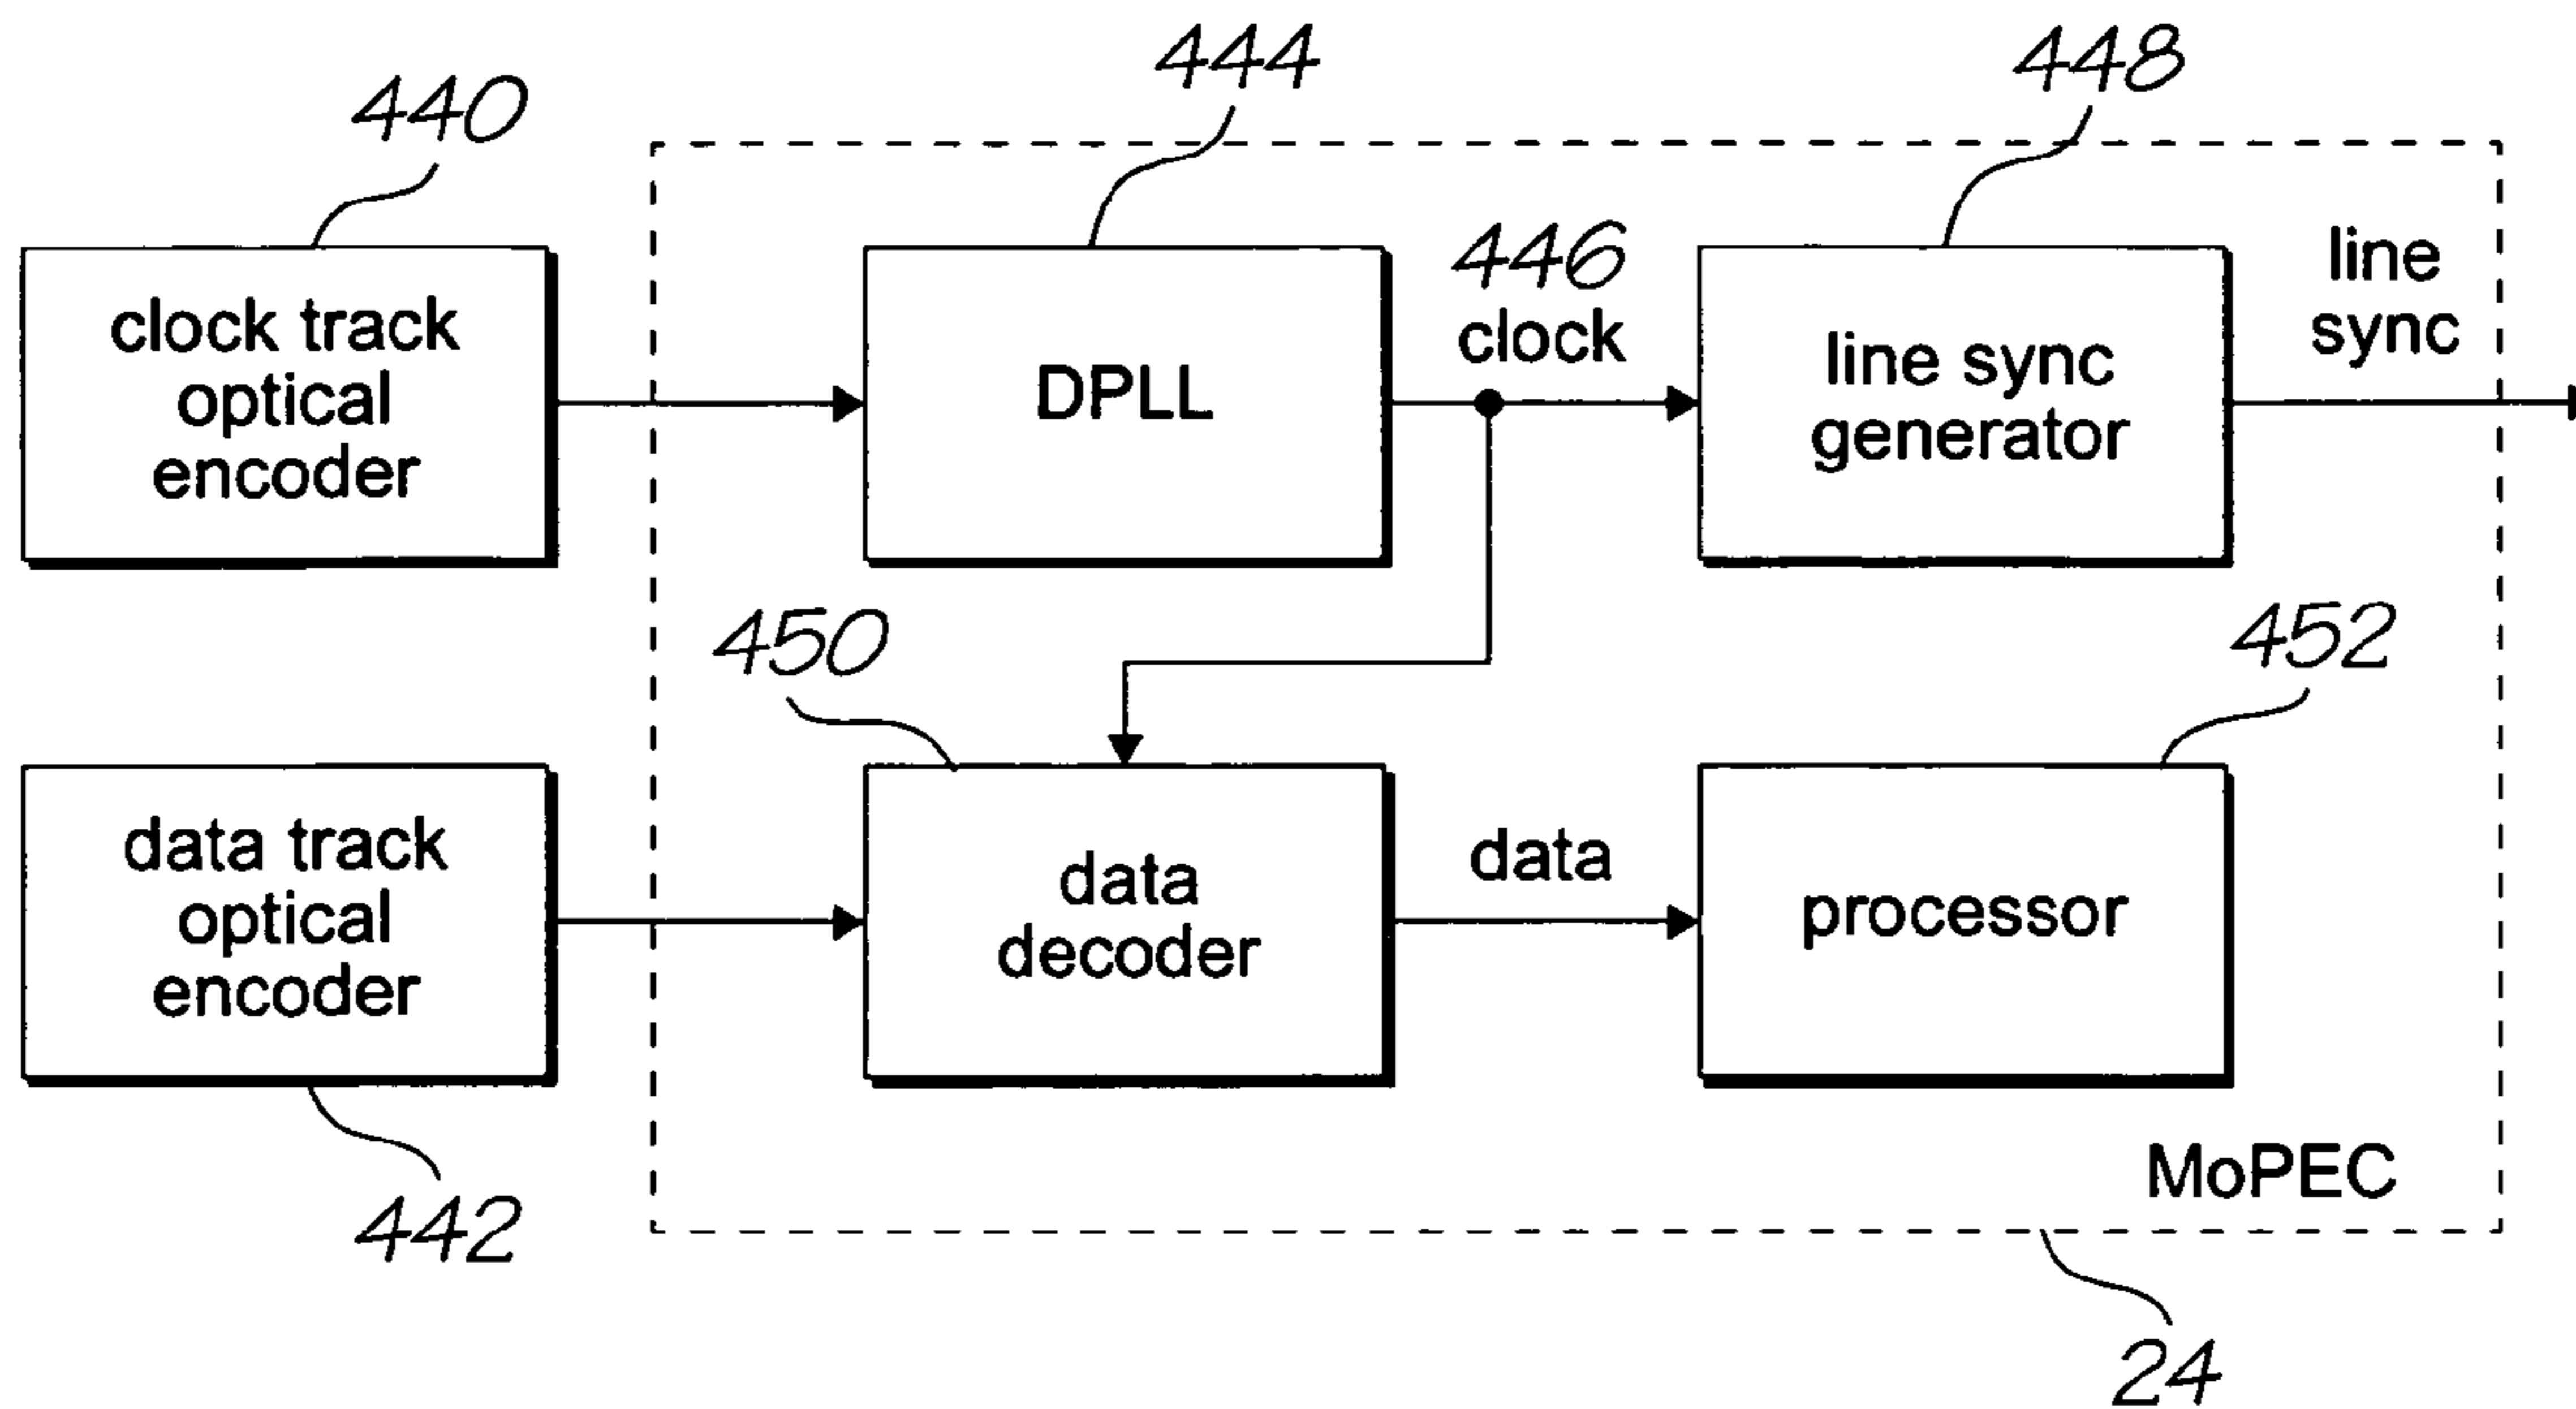 440
444
448
clock track
optical
encoder
DPLL
446
clock
line sync
generator
line
sync
450
452
data track
optical
encoder
data
decoder
data
processor
MoPEC
442
24